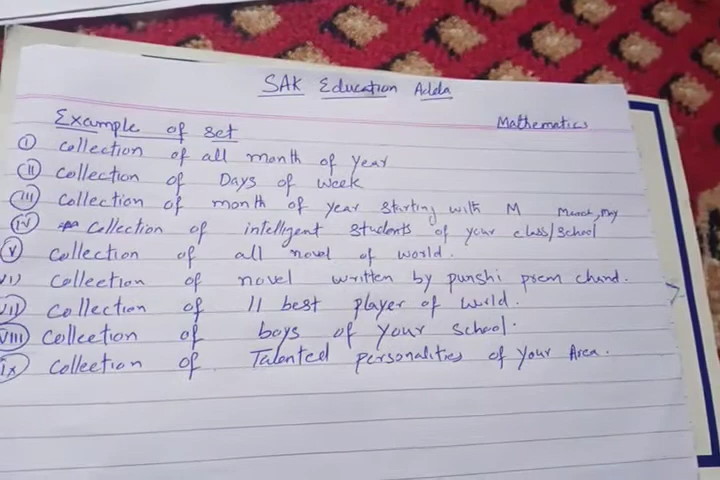 SAK Education Adda
Example of set
Mathematics
(i) Collection of all month of year
(ii) Collection of Days of week
(iii) Collection of month of year starting with M March, May
(iv) Collection of intelligent students of your class/school
(v) Collection of all novel of world.
vi) Collection of novel written by punshi prem chand.
vii) Collection of 11 best player of world.
viii) Collection of boys of your school.
ix) Collection of Talented personalities of your Area.